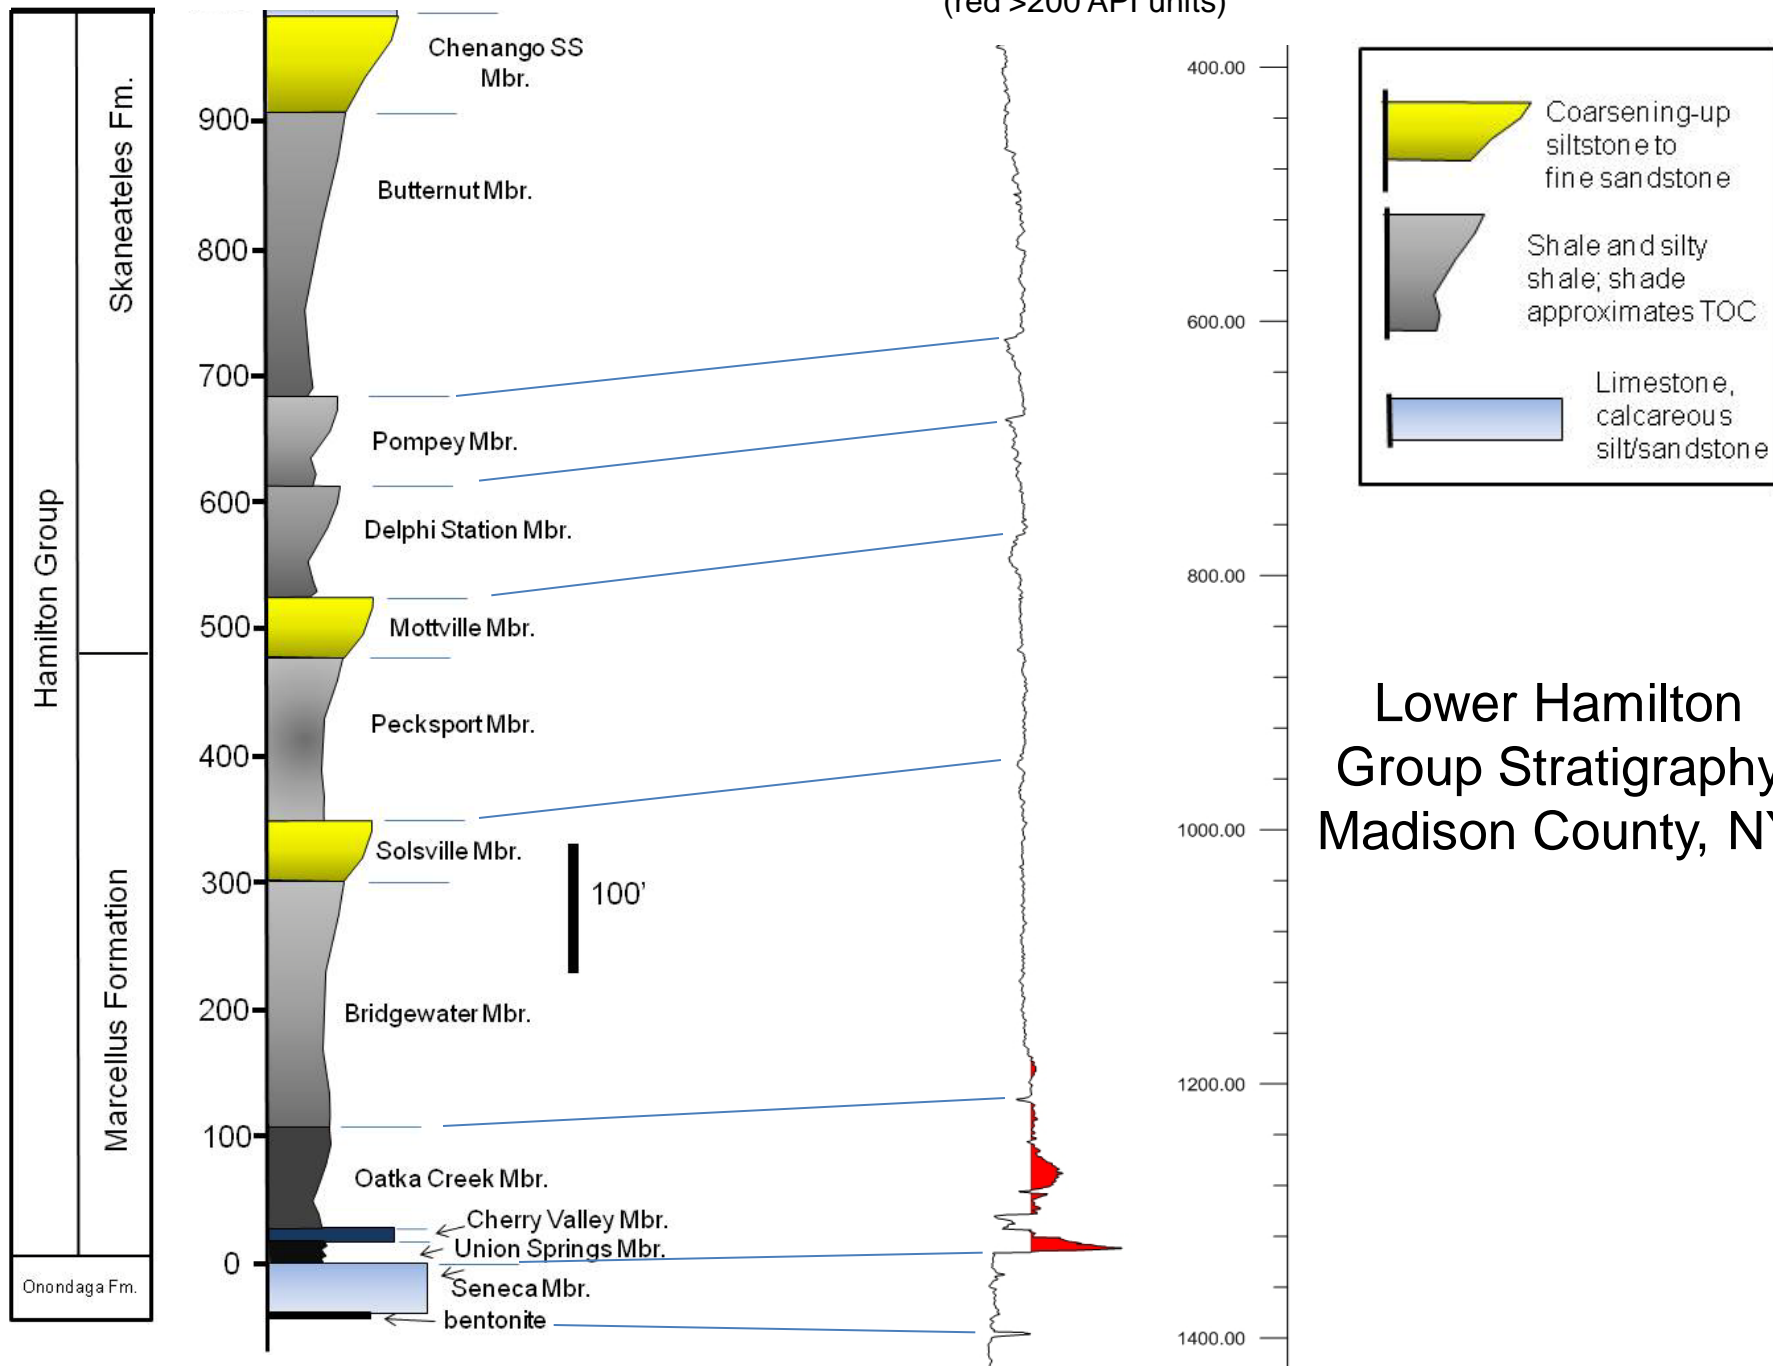 (red >200 API units)
Hamilton Group
Skaneateles Fm.
Marcellus Formation
Onondaga Fm.
900
800
700
600
500
400
300
200
100
0
Chenango SS
Mbr.
Butternut Mbr.
Pompey Mbr.
Delphi Station Mbr.
Mottville Mbr.
Pecksport Mbr.
Solsville Mbr.
100'
Bridgewater Mbr.
Oatka Creek Mbr.
Cherry Valley Mbr.
Union Springs Mbr.
Seneca Mbr.
bentonite
400.00
600.00
800.00
1000.00
1200.00
1400.00
Coarsening-up
siltstone to
fine sandstone
Shale and silty
shale; shade
approximates TOC
Limestone,
calcareous
silt/sandstone
Lower Hamilton
Group Stratigraphy
Madison County, NY